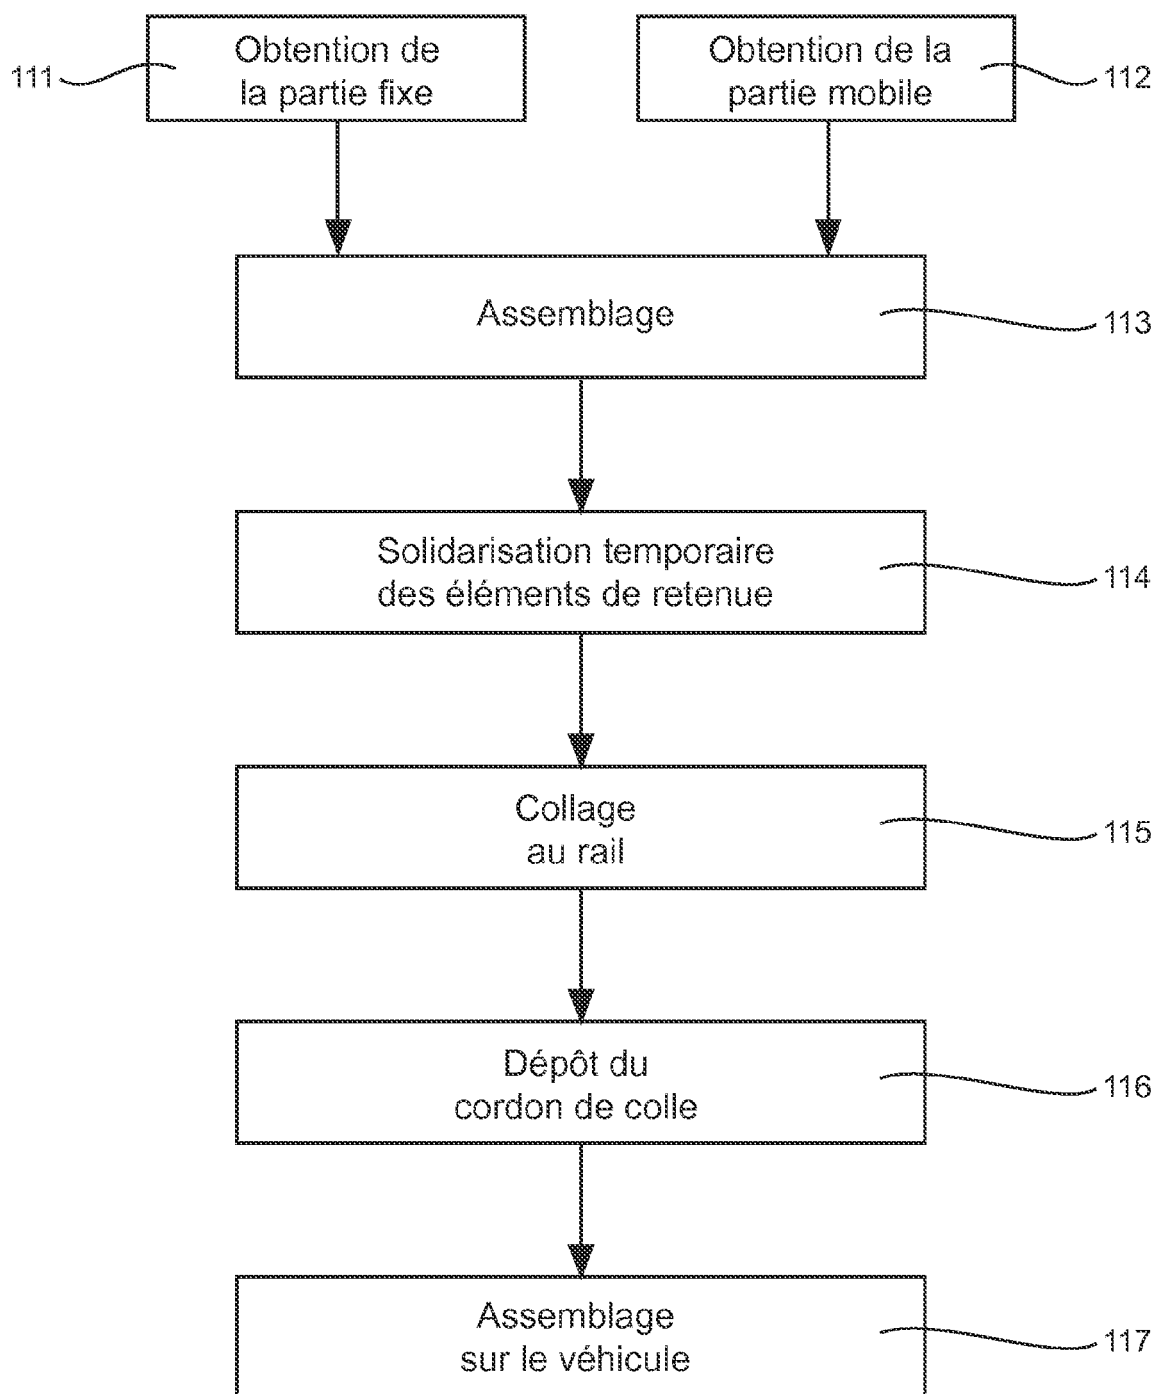 111
Obtention de
la partie fixe
Obtention de la
partie mobile
112
Assemblage
113
Solidarisation temporaire
des éléments de retenue
114
Collage
au rail
115
Dépôt du
cordon de colle
116
Assemblage
sur le véhicule
117